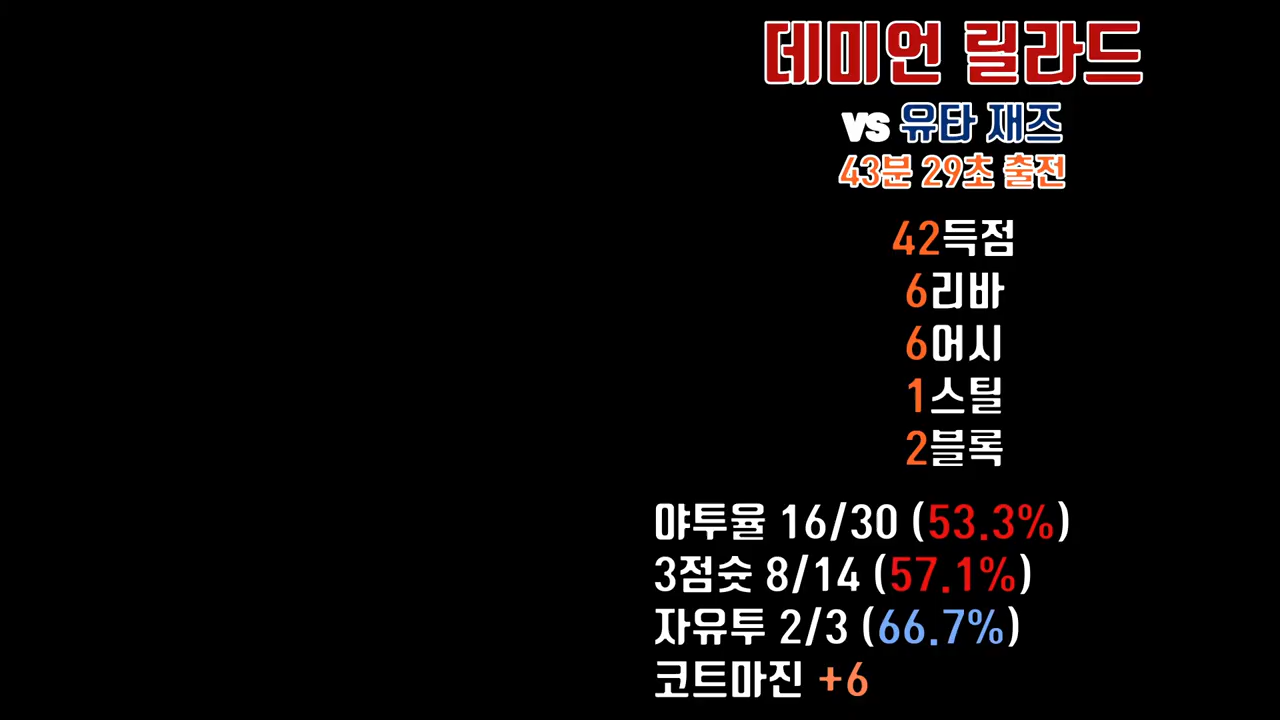 데미언 릴라드
vs 유타 재즈
43분 29초 출전
42득점
6리바
6어시
1스틸
2블록
야투율 16/30 (53.3%)
3점슛 8/14 (57.1%)
자유투 2/3 (66.7%)
코트마진 +6